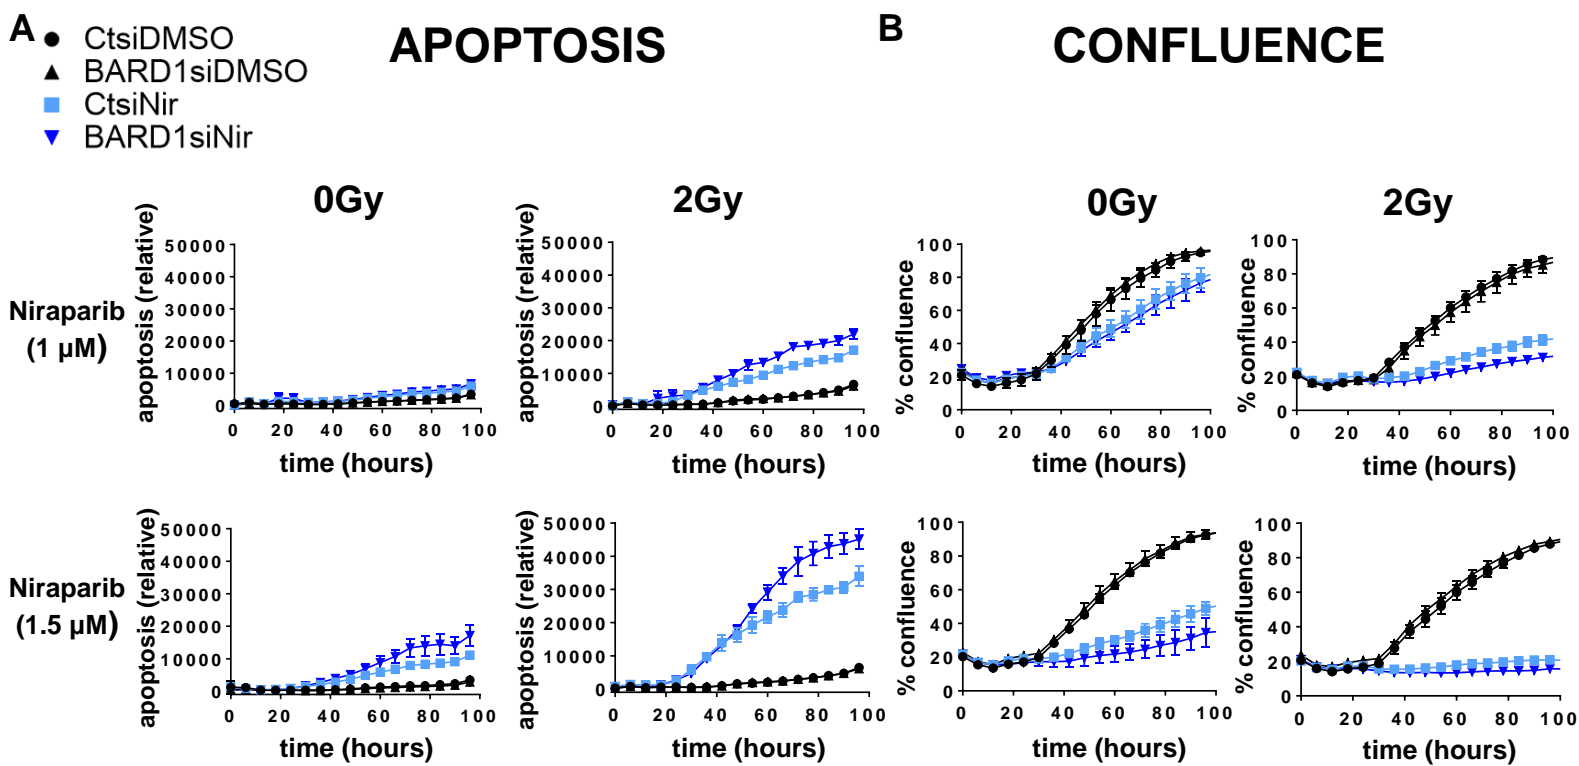 A
CtsiDMSO
BARD1siDMSO
CtsiNir
BARD1siNir
APOPTOSIS
B
CONFLUENCE
0Gy
2Gy
0Gy
2Gy
Niraparib
(1 µM)
apoptosis (relative)
50000
40000
30000
20000
10000
0
0 20 40 60 80 100
time (hours)
apoptosis (relative)
50000
40000
30000
20000
10000
0
0 20 40 60 80 100
time (hours)
% confluence
100
80
60
40
20
0
0 20 40 60 80 100
time (hours)
% confluence
100
80
60
40
20
0
0 20 40 60 80 100
time (hours)
Niraparib
(1.5 µM)
apoptosis (relative)
50000
40000
30000
20000
10000
0
0 20 40 60 80 100
time (hours)
apoptosis (relative)
50000
40000
30000
20000
10000
0
0 20 40 60 80 100
time (hours)
% confluence
100
80
60
40
20
0
0 20 40 60 80 100
time (hours)
% confluence
100
80
60
40
20
0
0 20 40 60 80 100
time (hours)